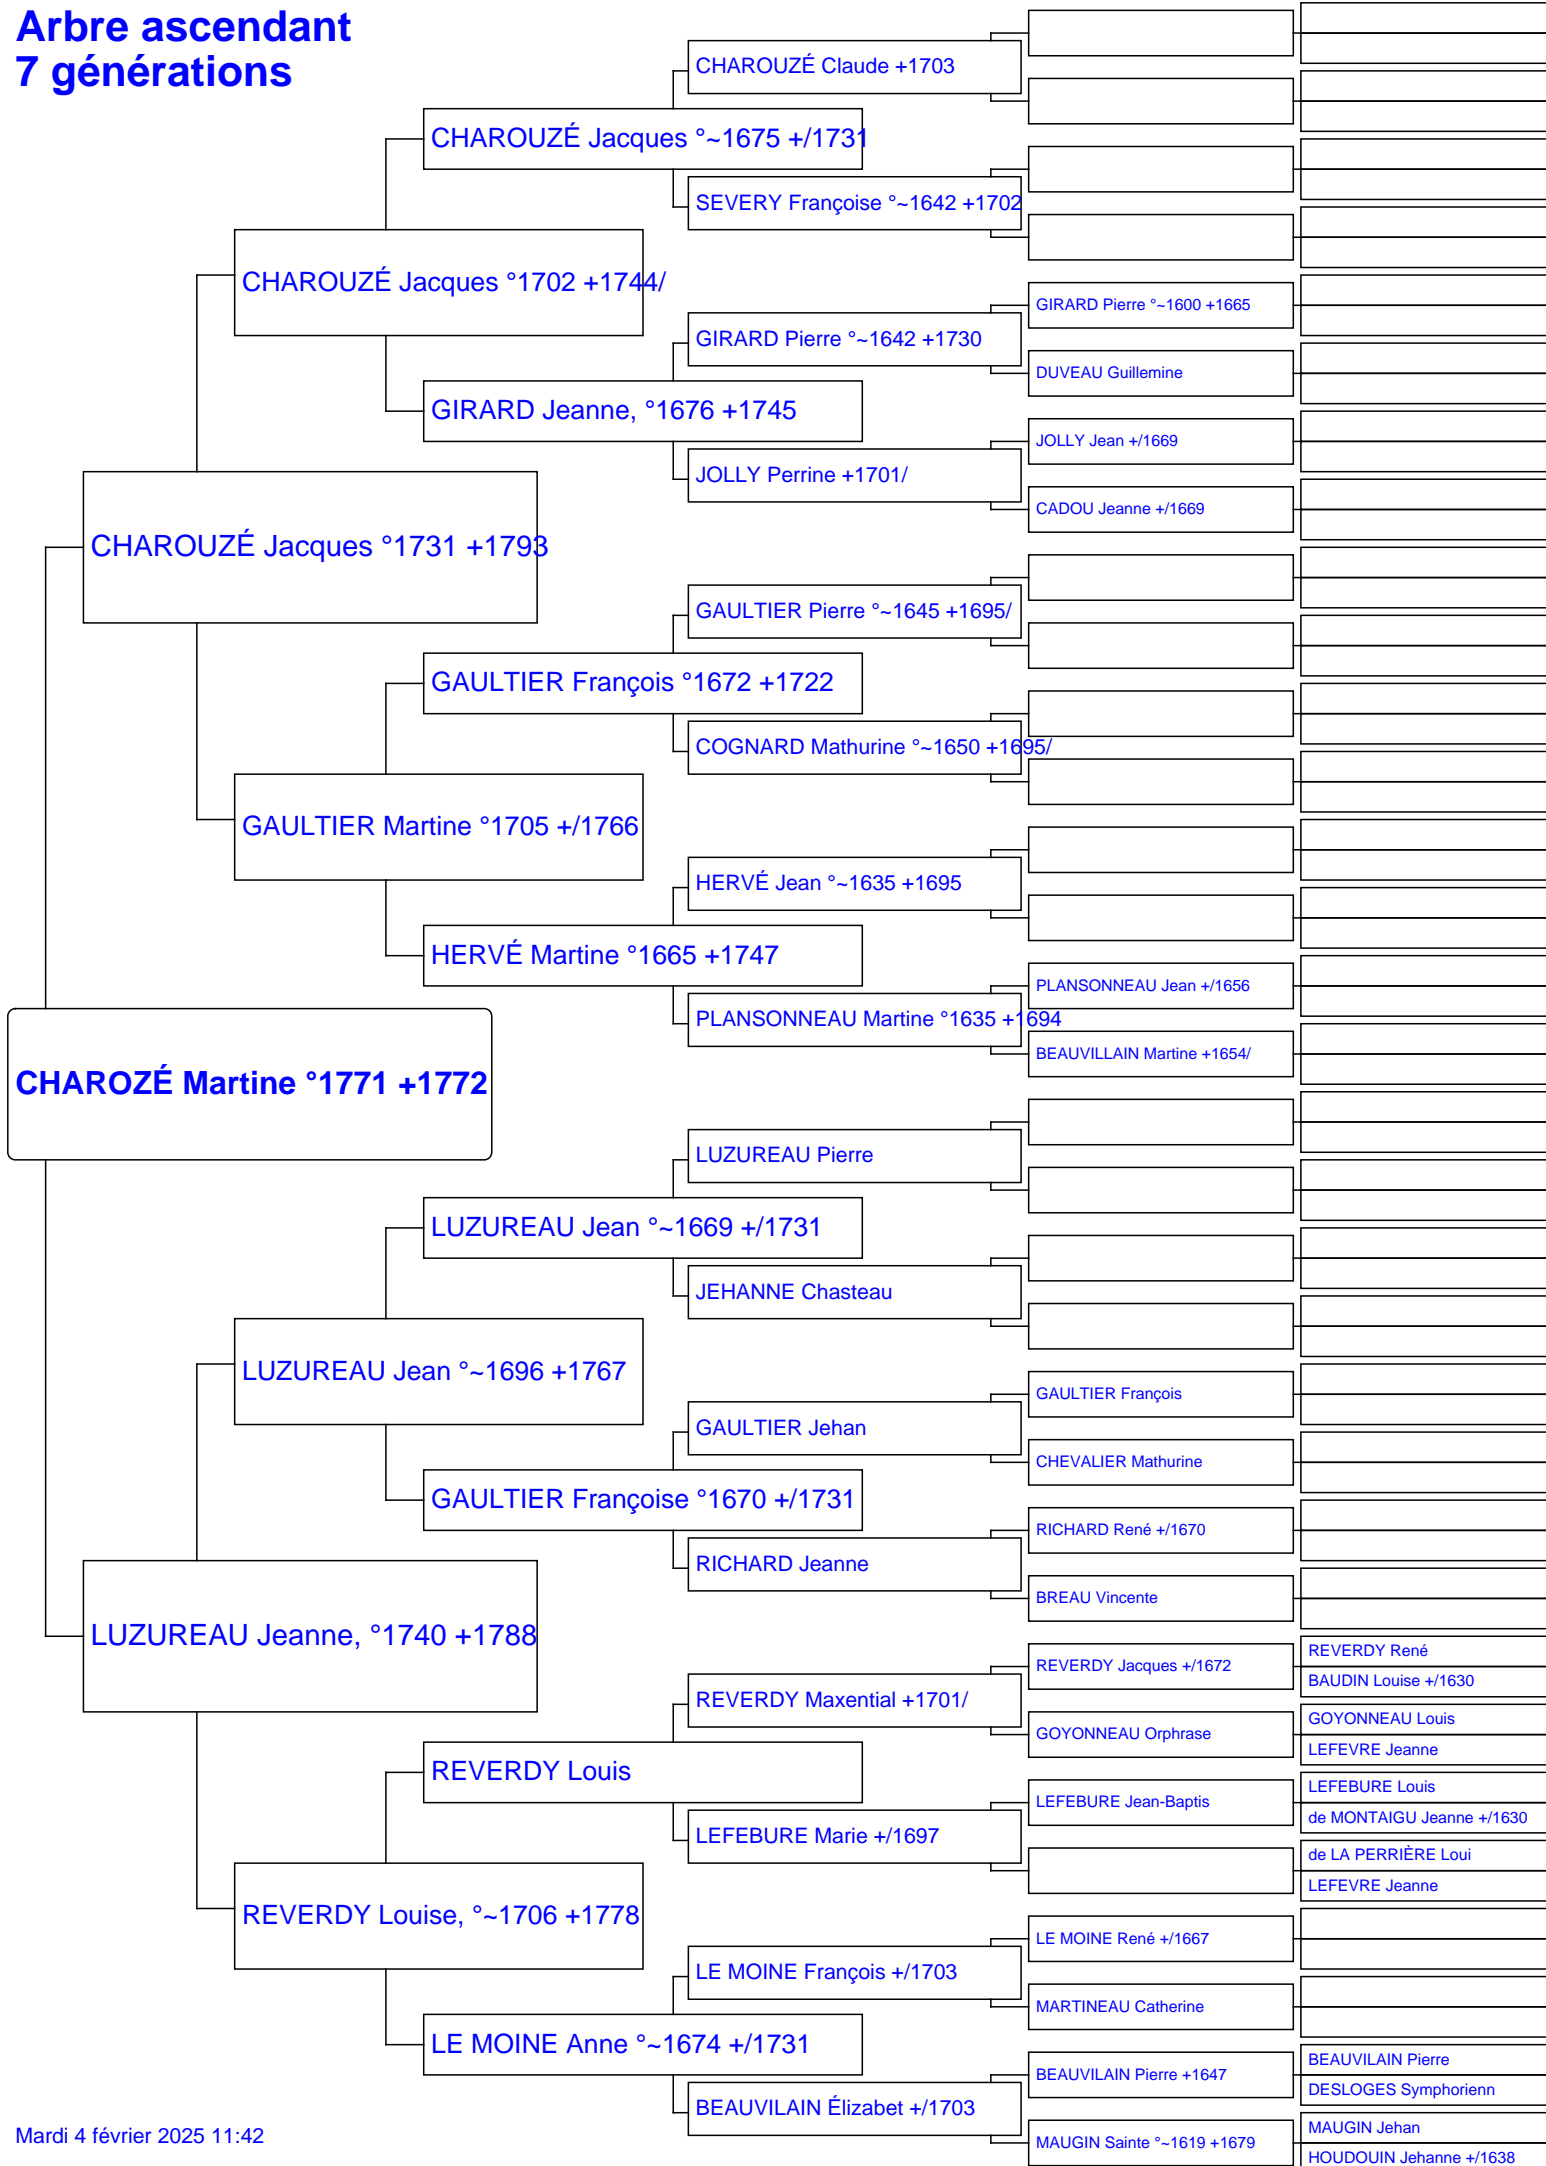 Arbre ascendant
7 générations
CHAROUZÉ Claude +1703
CHAROUZÉ Jacques °~1675 +/1731
SEVERY Françoise °~1642 +1702
CHAROUZÉ Jacques °1702 +1744/
GIRARD Pierre °~1600 +1665
GIRARD Pierre °~1642 +1730
DUVEAU Guillemine
GIRARD Jeanne, °1676 +1745
JOLLY Jean +/1669
JOLLY Perrine +1701/
CADOU Jeanne +/1669
CHAROUZÉ Jacques °1731 +1793
GAULTIER Pierre °~1645 +1695/
GAULTIER François °1672 +1722
COGNARD Mathurine °~1650 +1695/
GAULTIER Martine °1705 +/1766
HERVÉ Jean °~1635 +1695
HERVÉ Martine °1665 +1747
PLANSONNEAU Jean +/1656
PLANSONNEAU Martine °1635 +1694
BEAUVILLAIN Martine +1654/
CHAROZÉ Martine °1771 +1772
LUZUREAU Pierre
LUZUREAU Jean °~1669 +/1731
JEHANNE Chasteau
LUZUREAU Jean °~1696 +1767
GAULTIER François
GAULTIER Jehan
CHEVALIER Mathurine
GAULTIER Françoise °1670 +/1731
RICHARD René +/1670
RICHARD Jeanne
BREAU Vincente
LUZUREAU Jeanne, °1740 +1788
REVERDY René
REVERDY Jacques +/1672
BAUDIN Louise +/1630
REVERDY Maxential +1701/
GOYONNEAU Louis
GOYONNEAU Orphrase
LEFEVRE Jeanne
REVERDY Louis
LEFEBURE Louis
LEFEBURE Jean-Baptis
de MONTAIGU Jeanne +/1630
LEFEBURE Marie +/1697
de LA PERRIÈRE Loui
LEFEVRE Jeanne
REVERDY Louise, °~1706 +1778
LE MOINE René +/1667
LE MOINE François +/1703
MARTINEAU Catherine
LE MOINE Anne °~1674 +/1731
BEAUVILAIN Pierre
BEAUVILAIN Pierre +1647
DESLOGES Symphorienn
BEAUVILAIN Élizabet +/1703
MAUGIN Jehan
MAUGIN Sainte °~1619 +1679
HOUDOUIN Jehanne +/1638
Mardi 4 février 2025 11:42